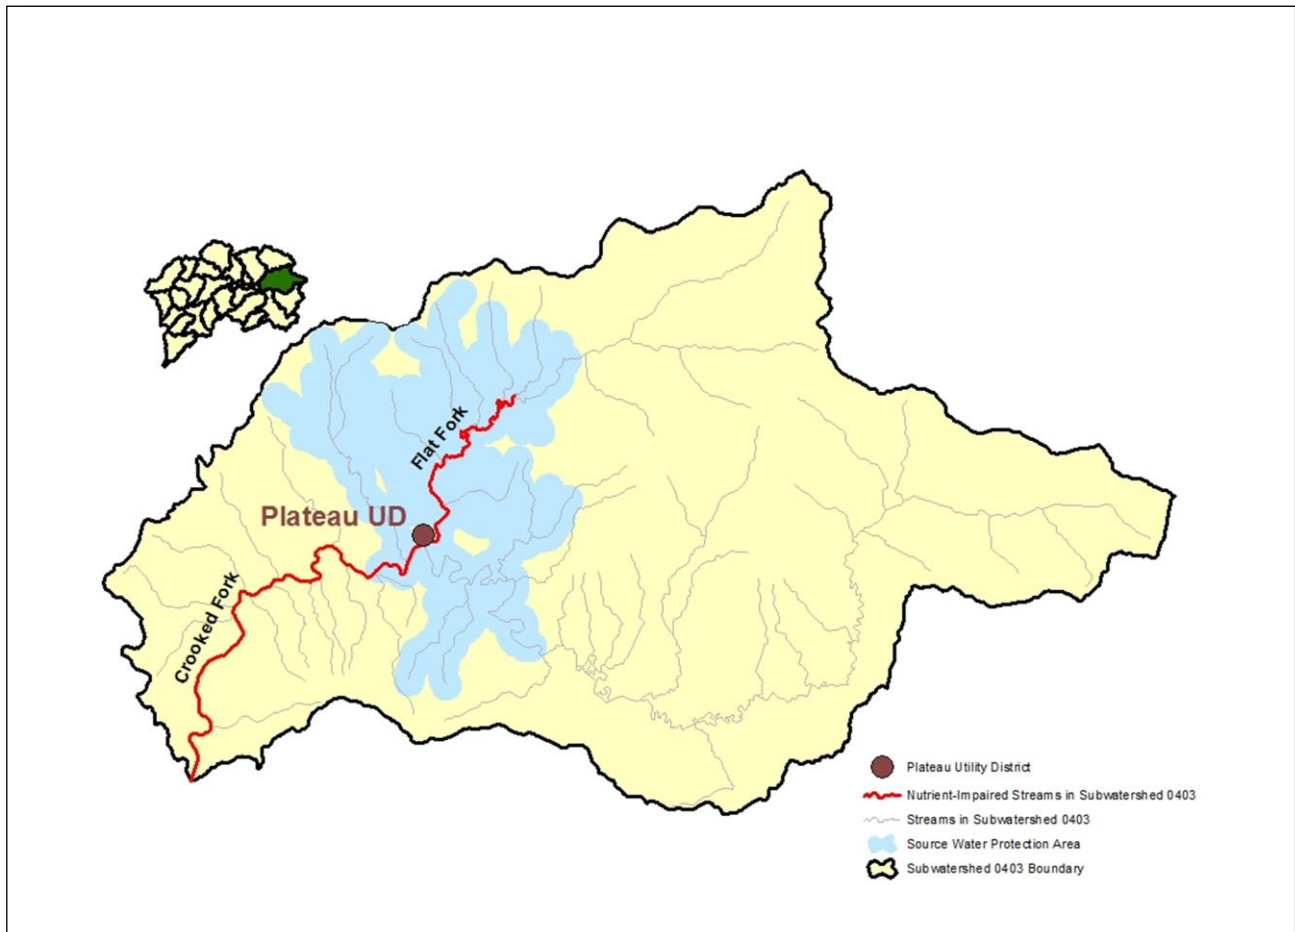 Flat Fork
Plateau UD
Crooked Fork
Plateau Utility District
Nutrient-Impaired Streams in Subwatershed 0403
Streams in Subwatershed 0403
Source Water Protection Area
Subwatershed 0403 Boundary